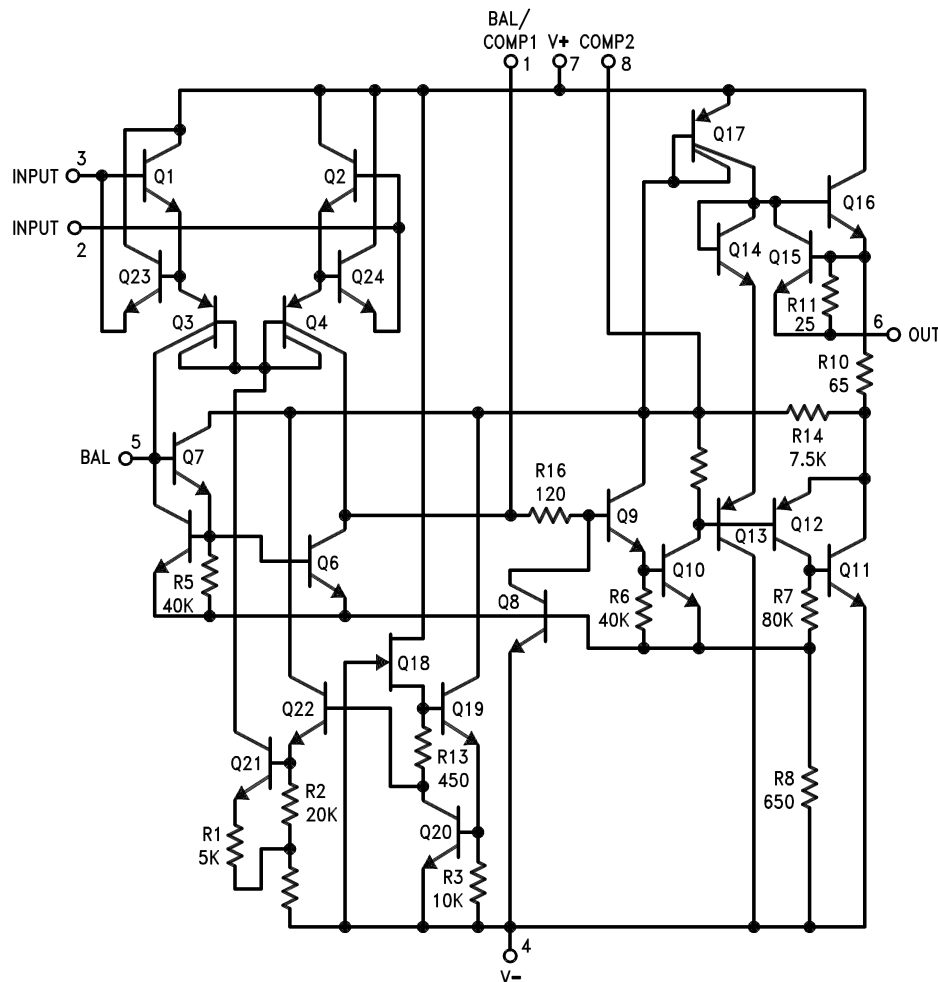 BAL/
COMP1 V+ COMP2
1 7 8
Q17
3
INPUT Q1 Q2
INPUT
2
Q16
Q14 Q15
Q23 Q24
R11
25
6
OUT
Q3 Q4
R10
65
5
BAL Q7
R14
7.5K
R16
120
Q9 Q13 Q12
Q6 Q10 Q11
R5
40K
Q8 R6
40K
R7
80K
Q18
Q22 Q19
Q21 R13
450
R2
20K
R8
650
R1
5K
Q20
R3
10K
4
V-